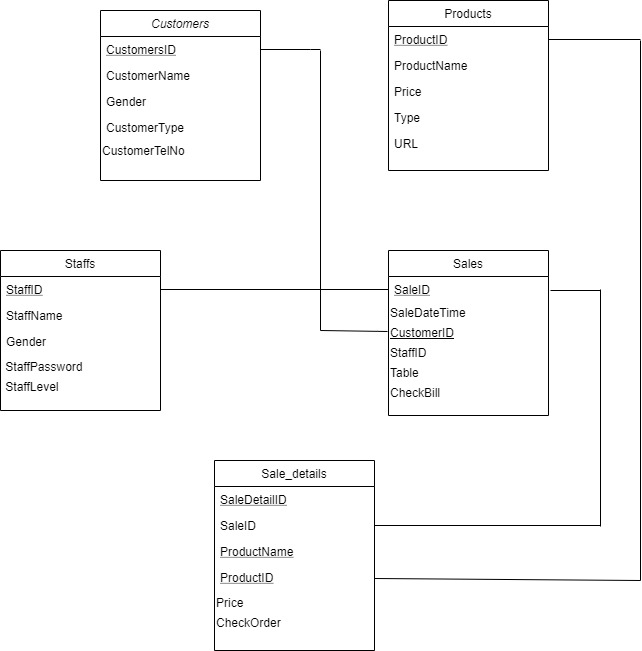 Customers
CustomersID
CustomerName
Gender
CustomerType
CustomerTelNo
Products
ProductID
ProductName
Price
Type
URL
Staffs
StaffID
StaffName
Gender
StaffPassword
StaffLevel
Sales
SaleID
SaleDateTime
CustomerID
StaffID
Table
CheckBill
Sale_details
SaleDetailID
SaleID
ProductName
ProductID
Price
CheckOrder